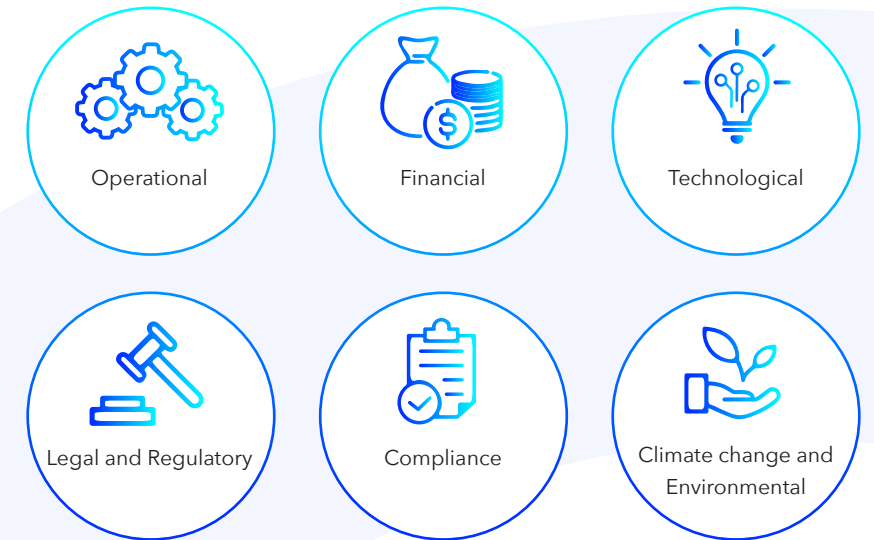 Operational
Financial
Technological
$
Legal and Regulatory
Compliance
Climate change and
Environmental